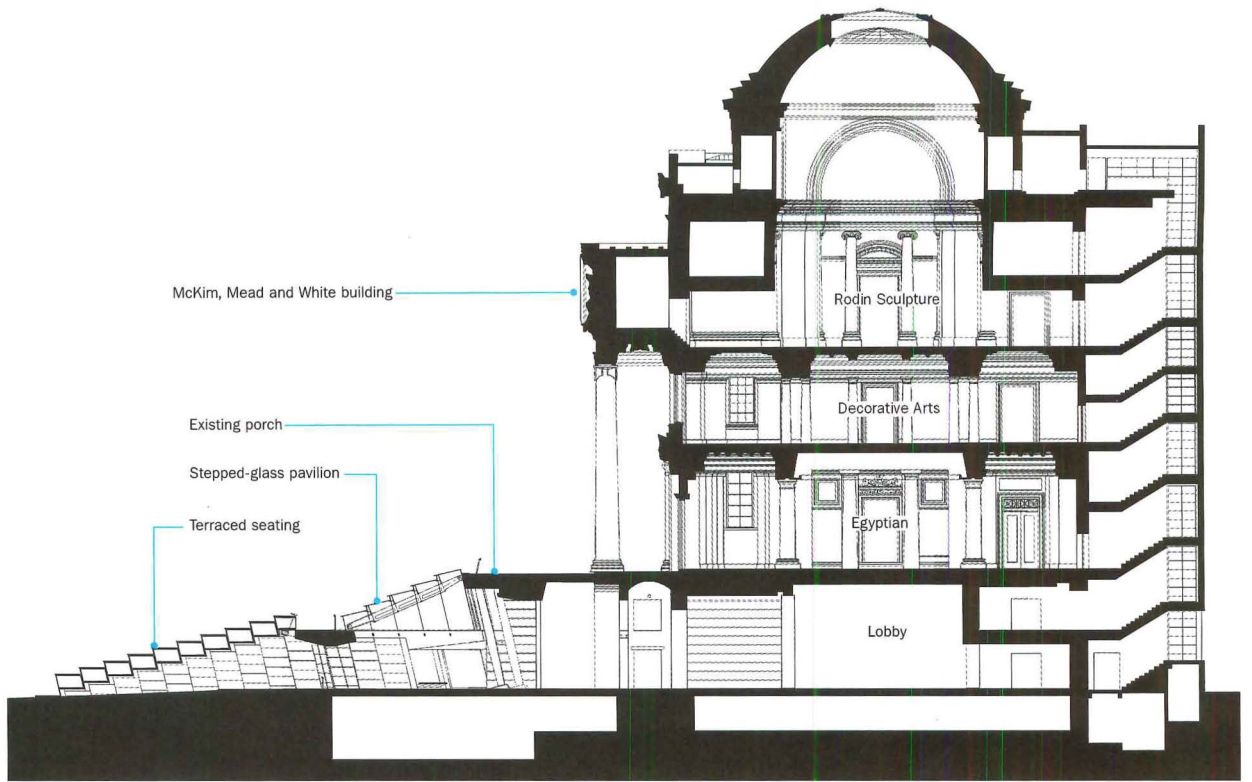 McKim, Mead and White building
Rodin Sculpture
Decorative Arts
Existing porch
Stepped-glass pavilion
Terraced seating
Egyptian
Lobby